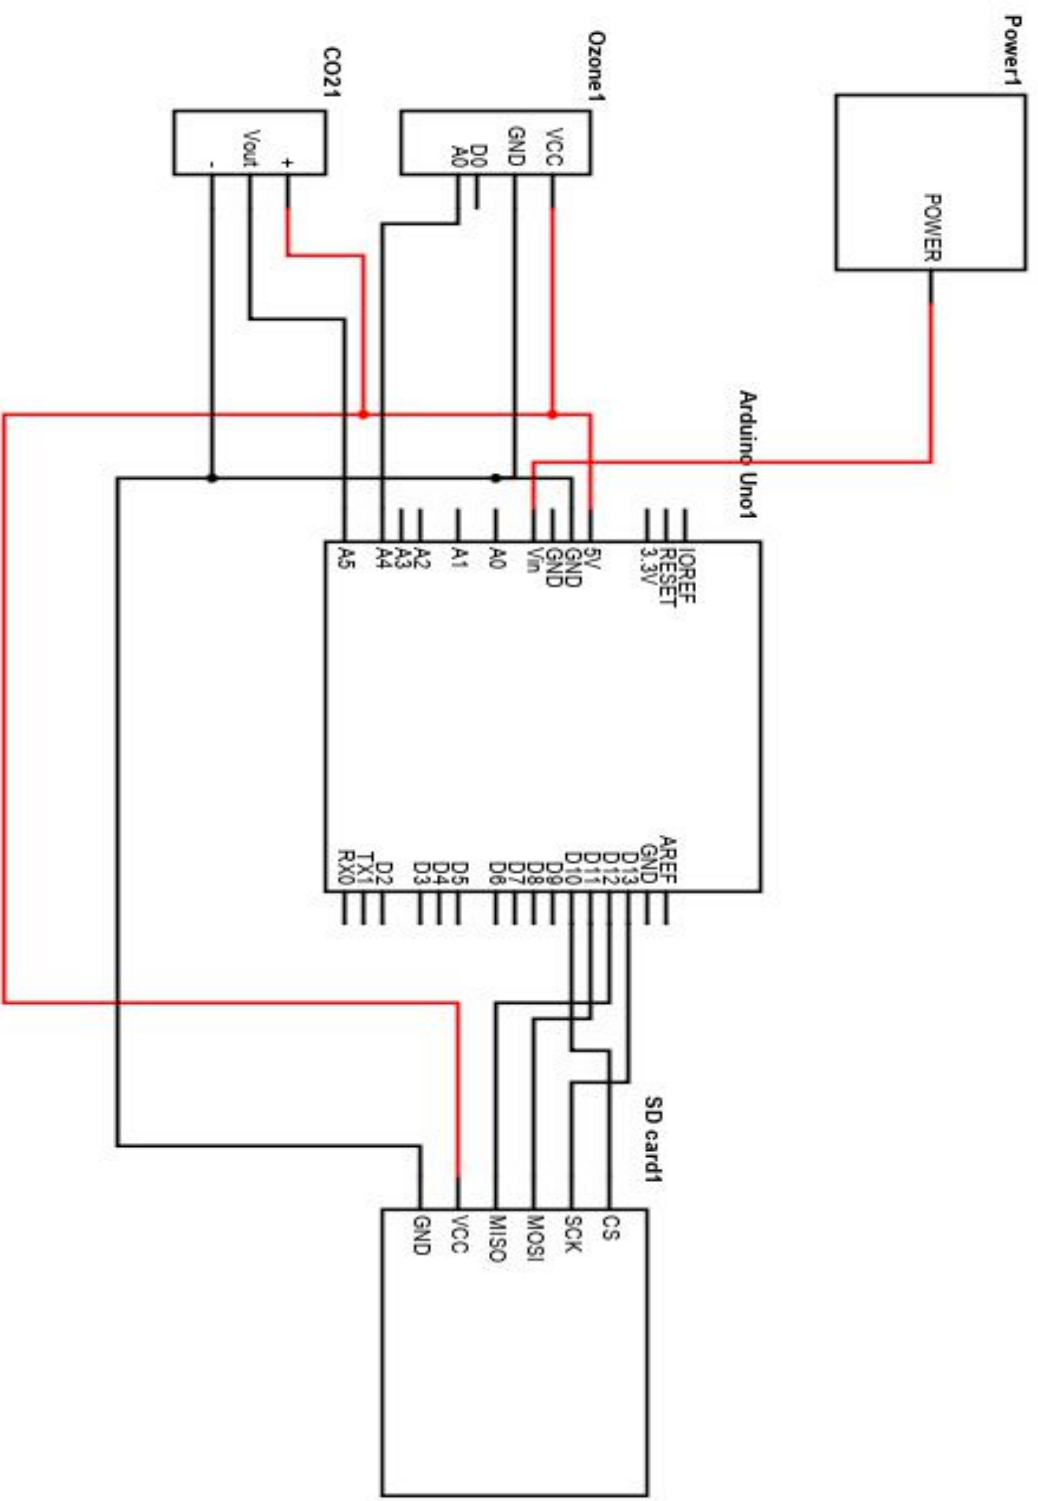 Power1
POWER
Ozone1
VCC
GND
D0
A0
CO21
+
Vout
-
Arduino Uno1
IOREF
RESET
3.3V
5V
GND
GND
Vin
A0
A1
A2
A3
A4
A5
AREF
GND
D13
D12
D11
D10
D9
D8
D7
D6
D5
D4
D3
D2
TX1
RX0
SD card1
CS
SCK
MOSI
MISO
VCC
GND